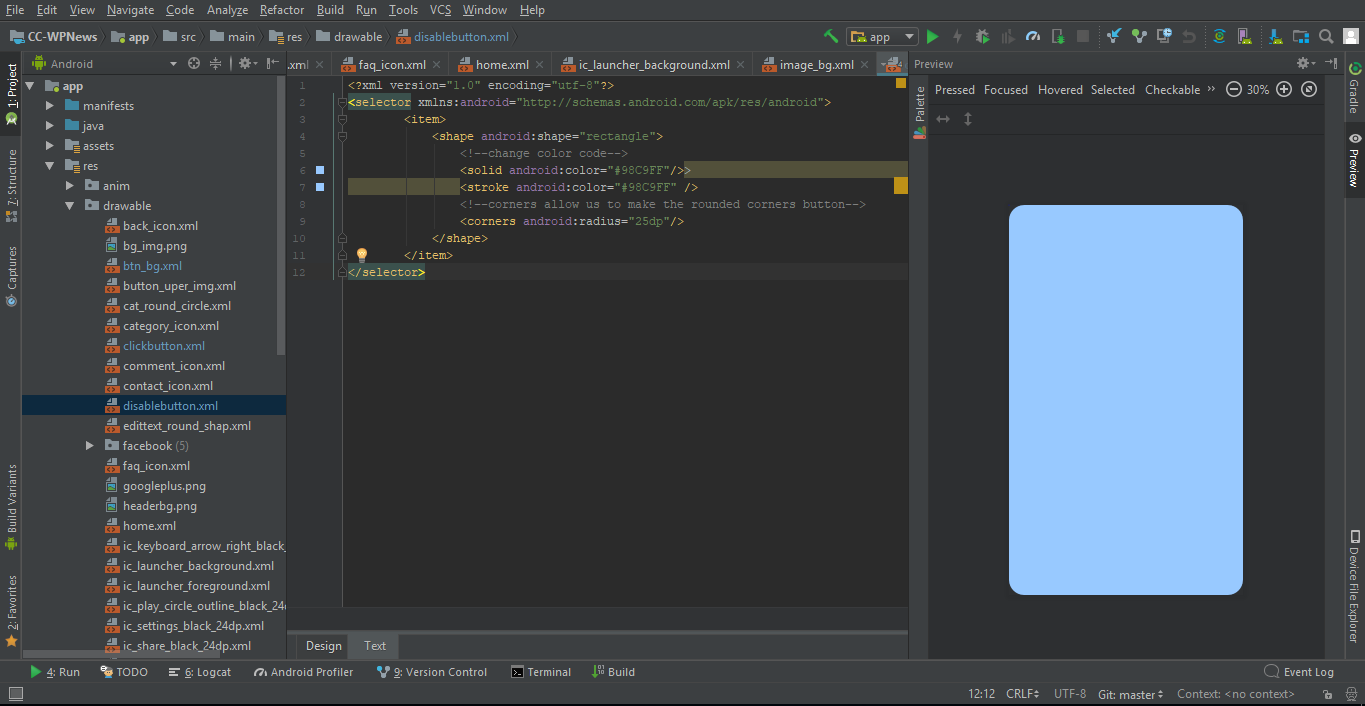 File Edit View Navigate Code Analyze Refactor Build Run Tools VCS Window Help
CC-WPNews app src main res drawable disablebutton.xml app
Android
.xml faq_icon.xml home.xml ic_launcher_background.xml image_bg.xml
Preview
1: Project
Z: Structure
Captures
Build Variants
2: Favorites
app
manifests
java
assets
res
anim
drawable
back_icon.xml
bg_img.png
btn_bg.xml
button_uper_img.xml
cat_round_circle.xml
category_icon.xml
clickbutton.xml
comment_icon.xml
contact_icon.xml
disablebutton.xml
edittext_round_shap.xml
facebook (5)
faq_icon.xml
googleplus.png
headerbg.png
home.xml
ic_keyboard_arrow_right_black_
ic_launcher_background.xml
ic_launcher_foreground.xml
ic_play_circle_outline_black_24
ic_settings_black_24dp.xml
ic_share_black_24dp.xml
1 <?xml version="1.0" encoding="utf-8"?>
2 <selector xmlns:android="http://schemas.android.com/apk/res/android">
3 <item>
4 <shape android:shape="rectangle">
5 <!--change color code-->
6 <solid android:color="#98C9FF"/>>
7 <stroke android:color="#98C9FF" />
8 <!--corners allow us to make the rounded corners button-->
9 <corners android:radius="25dp"/>
10 </shape>
11 </item>
12 </selector>
Design Text
Palette
Pressed Focused Hovered Selected Checkable » 30%
Gradle
Preview
Device File Explorer
4: Run TODO 6: Logcat Android Profiler 9: Version Control Terminal Build Event Log
12:12 CRLF UTF-8 Git: master Context: <no context>